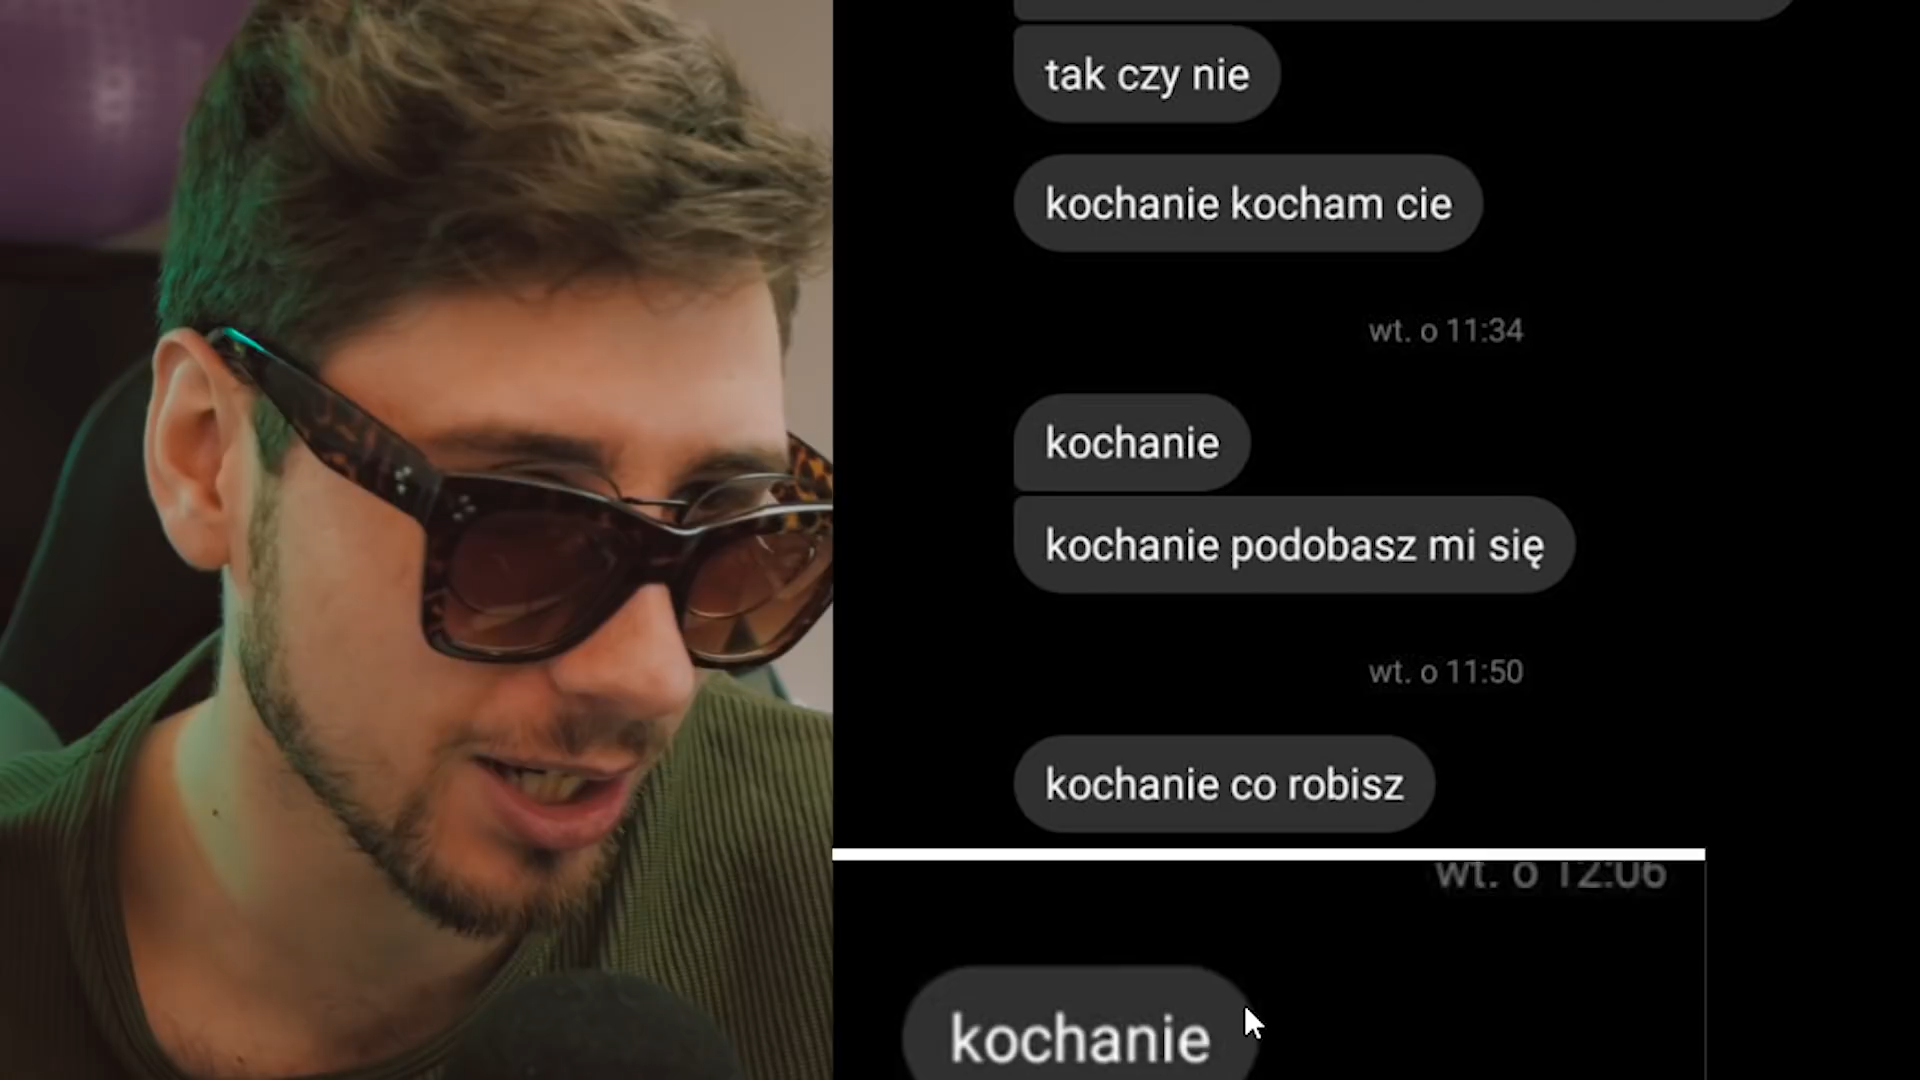 tak czy nie
kochanie kocham cie
wt. o 11:34
kochanie
kochanie podobasz mi się
wt. o 11:50
kochanie co robisz
wt. o 12:06
kochanie